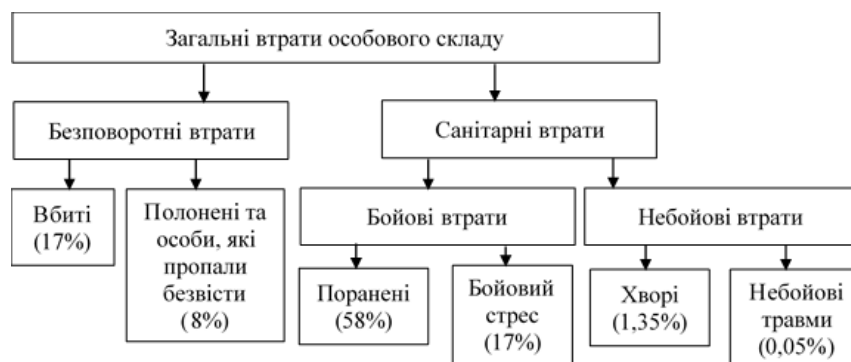 Загальні втрати особового складу
Безповоротні втрати
Санітарні втрати
Вбиті
(17%)
Полонені та
особи, які
пропали
безвісти
(8%)
Бойові втрати
Небойові втрати
Поранені
(58%)
Бойовий
стрес
(17%)
Хворі
(1,35%)
Небойові
травми
(0,05%)